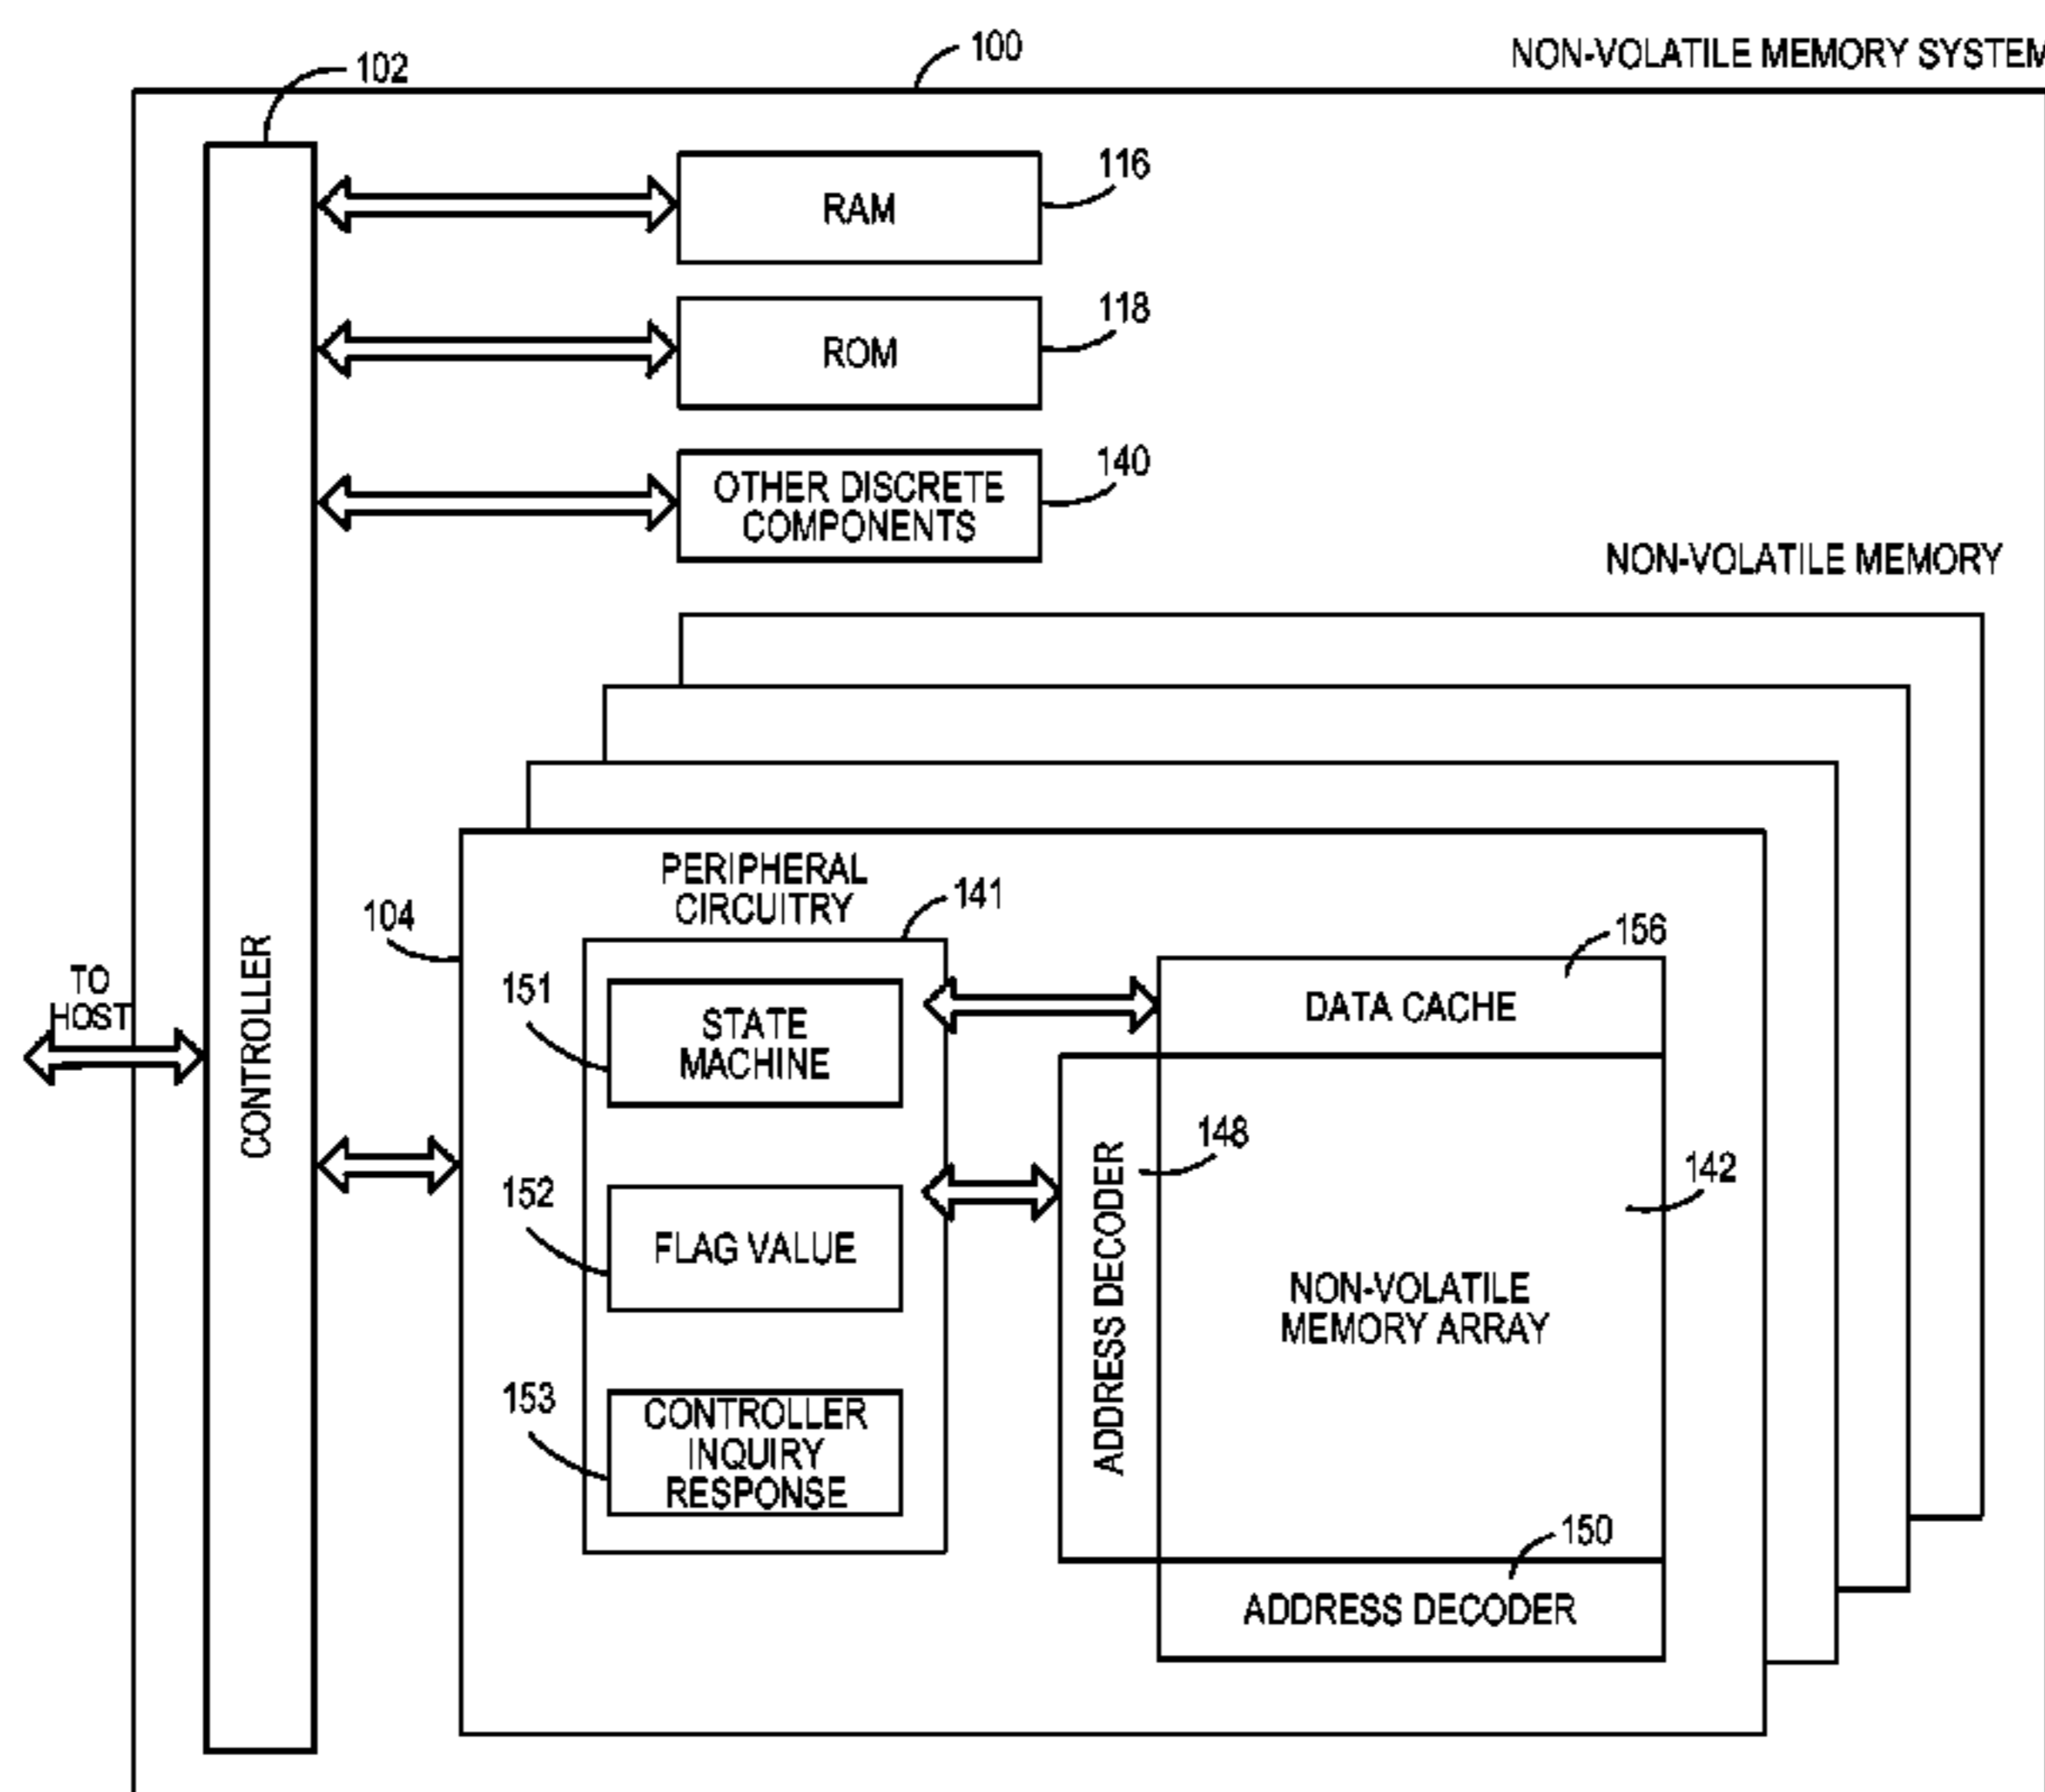 100
NON-VOLATILE MEMORY SYSTEM
102
RAM
116
ROM
118
OTHER DISCRETE
COMPONENTS
140
NON-VOLATILE MEMORY
PERIPHERAL
CIRCUITRY
141
104
CONTROLLER
TO
HOST
151
STATE
MACHINE
152
FLAG VALUE
153
CONTROLLER
INQUIRY
RESPONSE
156
DATA CACHE
ADDRESS DECODER
148
142
NON-VOLATILE
MEMORY ARRAY
150
ADDRESS DECODER